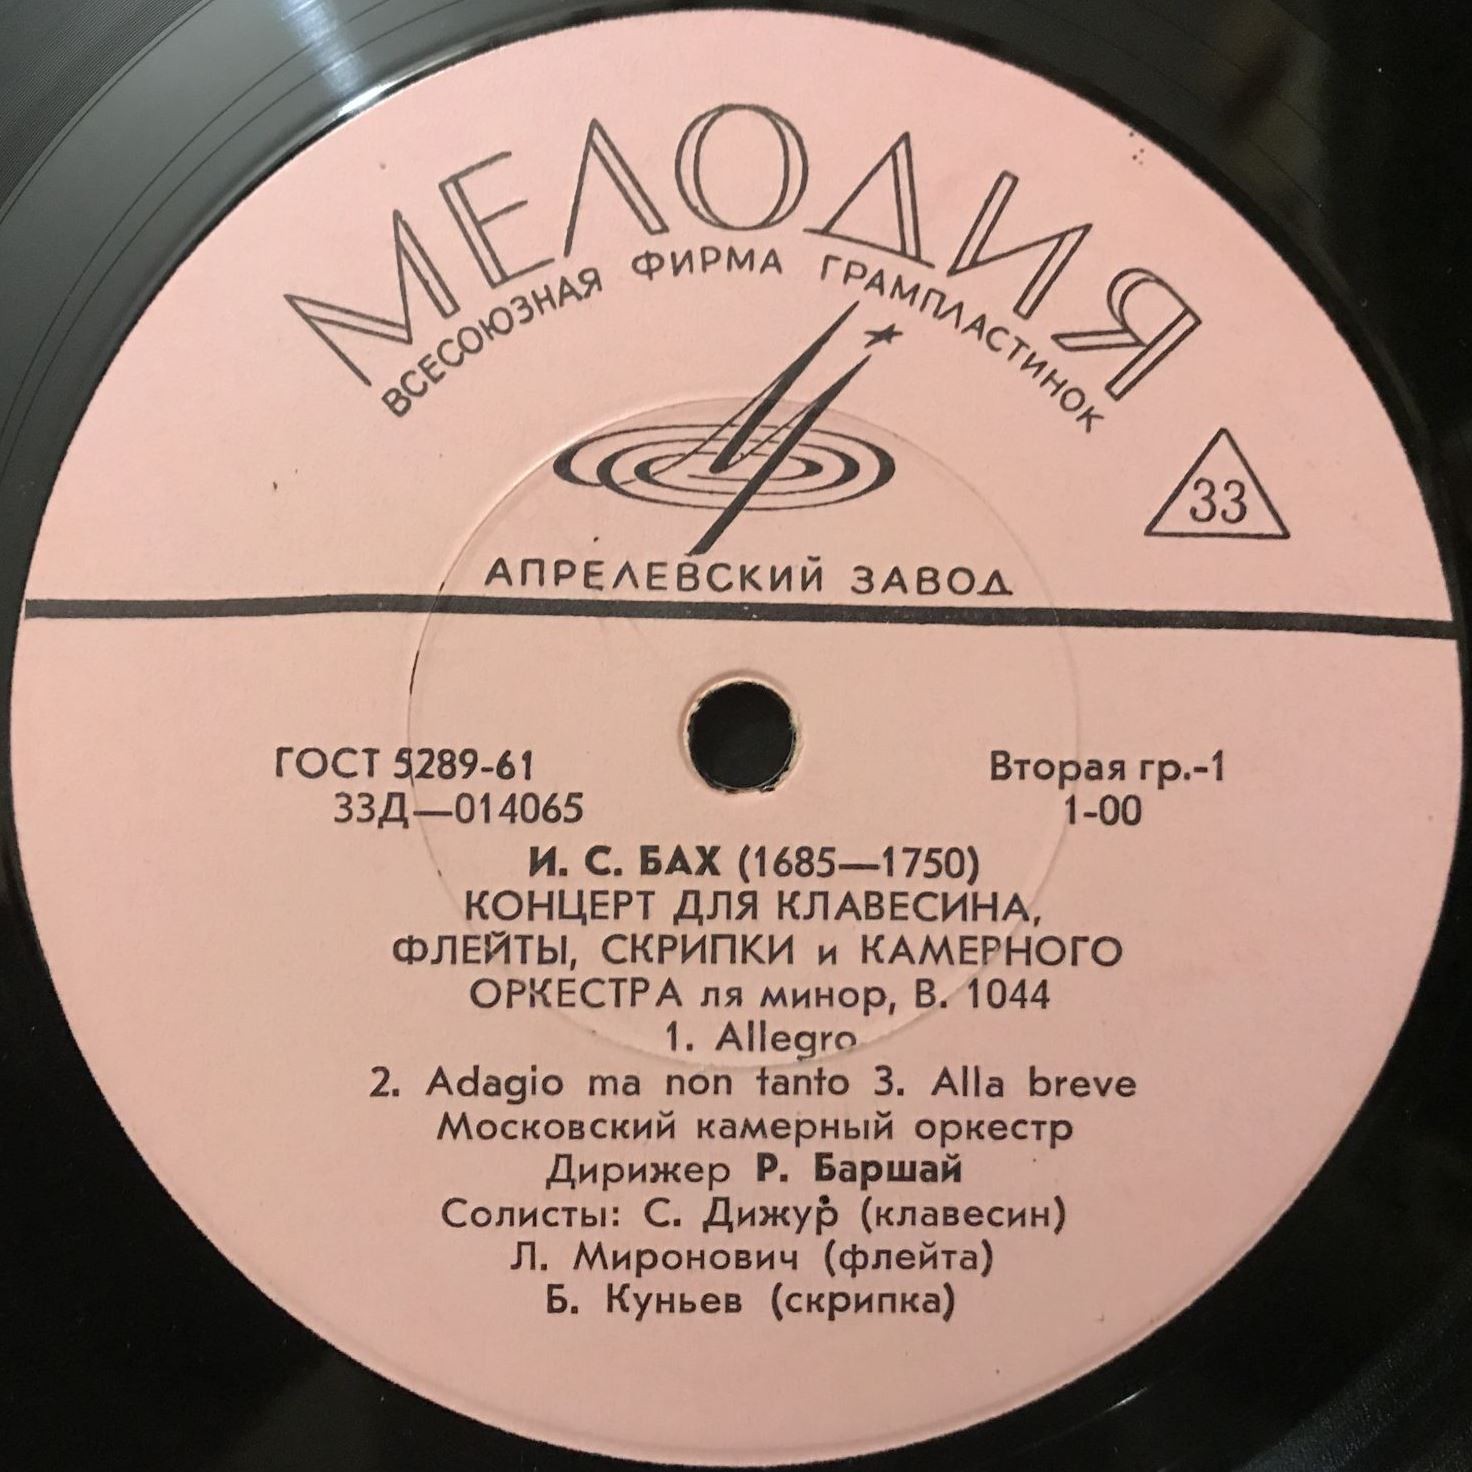 МЕЛОДИЯ
ВСЕСОЮЗНАЯ ФИРМА ГРАМПЛАСТИНОК
33
АПРЕЛЕВСКИЙ ЗАВОД
ГОСТ 5289-61
Вторая гр.-1
33Д—014065
1-00
И. С. БАХ (1685—1750)
КОНЦЕРТ ДЛЯ КЛАВЕСИНА,
ФЛЕЙТЫ, СКРИПКИ и КАМЕРНОГО
ОРКЕСТРА ля минор, В. 1044
1. Allegro
2. Adagio ma non tanto 3. Alla breve
Московский камерный оркестр
Дирижер Р. Баршай
Солисты: С. Дижур (клавесин)
Л. Миронович (флейта)
Б. Куньев (скрипка)